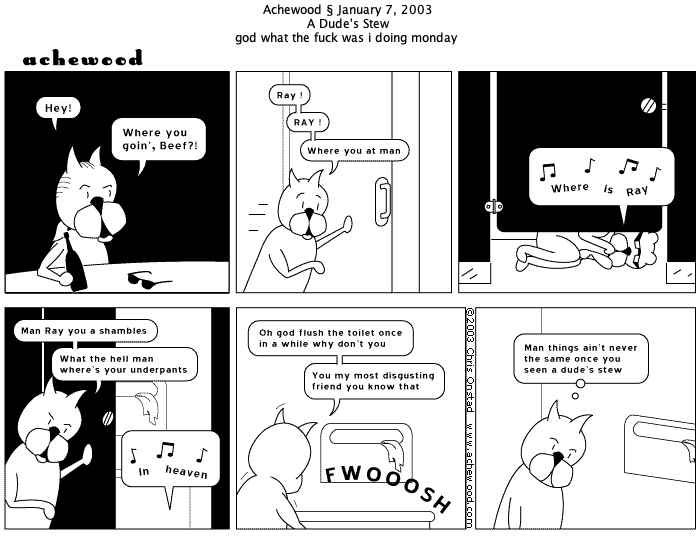 Achewood § January 7, 2003
A Dude's Stew
god what the fuck was i doing monday
achewood
Hey!
Where you
goin', Beef?!
Ray !
RAY !
Where you at man
Where is Ray
Man Ray you a shambles
What the hell man
where's your underpants
In heaven
Oh god flush the toilet once
in a while why don't you
You my most disgusting
friend you know that
FWOOOSH
©2003 Chris Onstad www.achewood.com
Man things ain't never
the same once you
seen a dude's stew